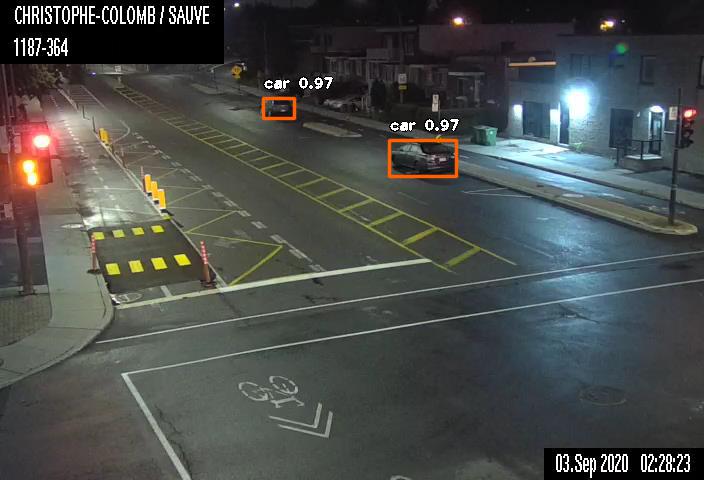 CHRISTOPHE-COLOMB / SAUVE
1187-364
car 0.97
car 0.97
03.Sep 2020 02:28:23